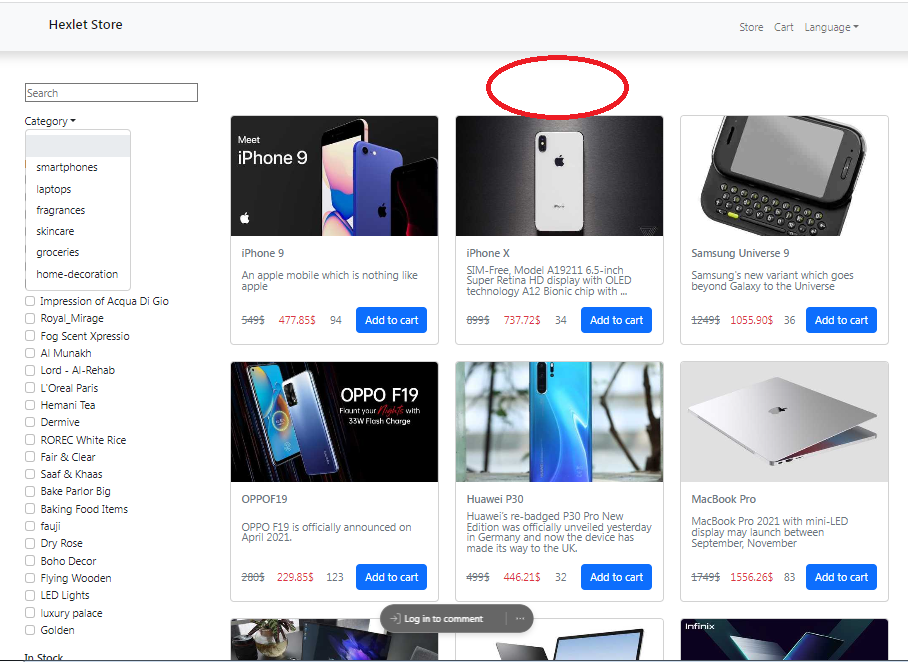 Hexlet Store
Store Cart Language
Search
Category
smartphones
laptops
fragrances
skincare
groceries
home-decoration
Impression of Acqua Di Gio
Royal_Mirage
Fog Scent Xpressio
Al Munakh
Lord - Al-Rehab
L'Oreal Paris
Hemani Tea
Dermive
ROREC White Rice
Fair & Clear
Saaf & Khaas
Bake Parlor Big
Baking Food Items
fauji
Dry Rose
Boho Decor
Flying Wooden
LED Lights
luxury palace
Golden
In Stock
Meet
iPhone 9
iPhone 9
An apple mobile which is nothing like
apple
549$ 477.85$ 94 Add to cart
iPhone
iPhone X
SIM-Free, Model A19211 6.5-inch
Super Retina HD display with OLED
technology A12 Bionic chip with ...
899$ 737.72$ 34 Add to cart
Samsung Universe 9
Samsung's new variant which goes
beyond Galaxy to the Universe
1249$ 1055.90$ 36 Add to cart
OPPO F19
Flaunt your Nights with
33W Flash Charge
OPPOF19
OPPO F19 is officially announced on
April 2021.
280$ 229.85$ 123 Add to cart
Huawei P30
Huawei's re-badged P30 Pro New
Edition was officially unveiled yesterday
in Germany and now the device has
made its way to the UK.
499$ 446.21$ 32 Add to cart
MacBook Pro
MacBook Pro 2021 with mini-LED
display may launch between
September, November
1749$ 1556.26$ 83 Add to cart
Log in to comment ...
Infinix